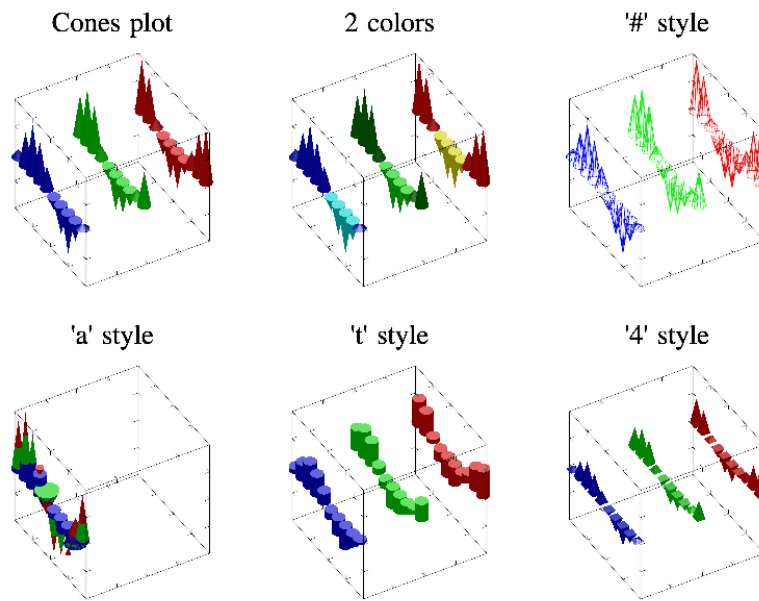 Cones plot
2 colors
'#' style
'a' style
't' style
'4' style